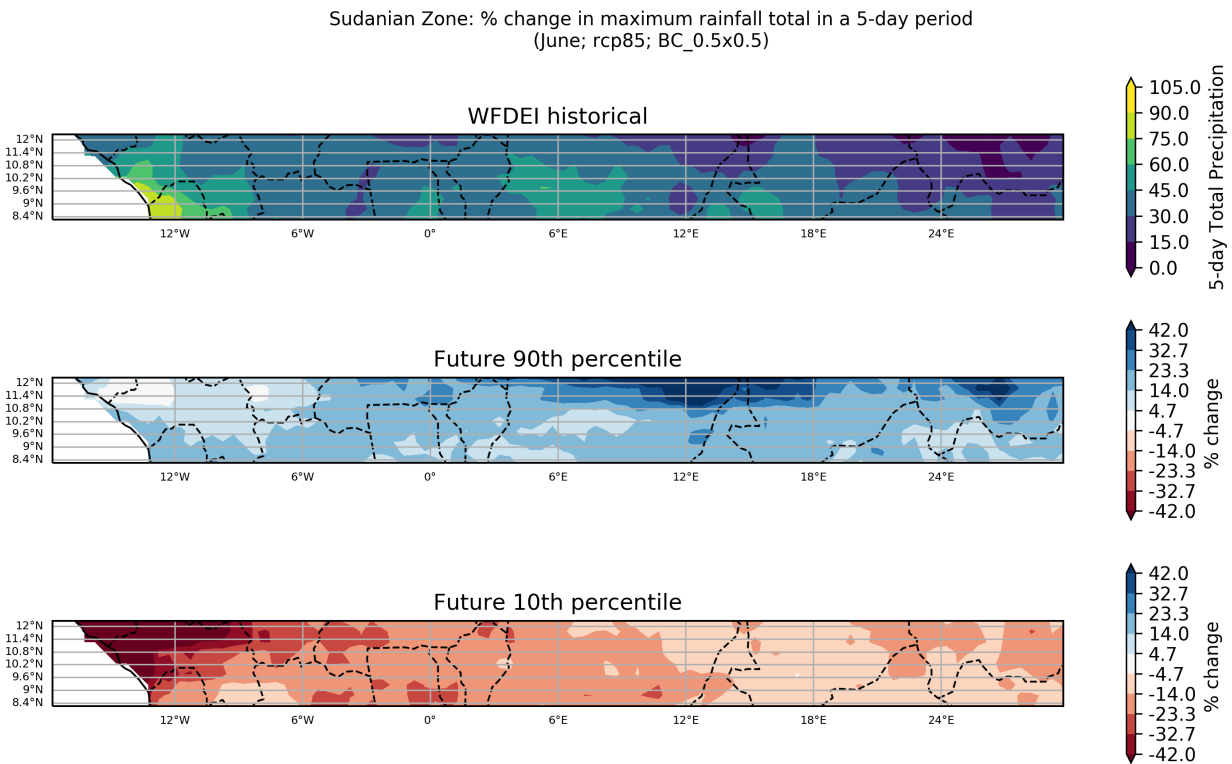 Sudanian Zone: % change in maximum rainfall total in a 5-day period
(June; rcp85; BC_0.5x0.5)
WFDEI historical
12°N
11.4°N
10.8°N
10.2°N
9.6°N
9°N
8.4°N
12°W 6°W 0° 6°E 12°E 18°E 24°E
105.0
90.0
75.0
60.0
45.0
30.0
15.0
0.0
5-day Total Precipitation
Future 90th percentile
12°N
11.4°N
10.8°N
10.2°N
9.6°N
9°N
8.4°N
12°W 6°W 0° 6°E 12°E 18°E 24°E
42.0
32.7
23.3
14.0
4.7
-4.7
-14.0
-23.3
-32.7
-42.0
% change
Future 10th percentile
12°N
11.4°N
10.8°N
10.2°N
9.6°N
9°N
8.4°N
12°W 6°W 0° 6°E 12°E 18°E 24°E
42.0
32.7
23.3
14.0
4.7
-4.7
-14.0
-23.3
-32.7
-42.0
% change